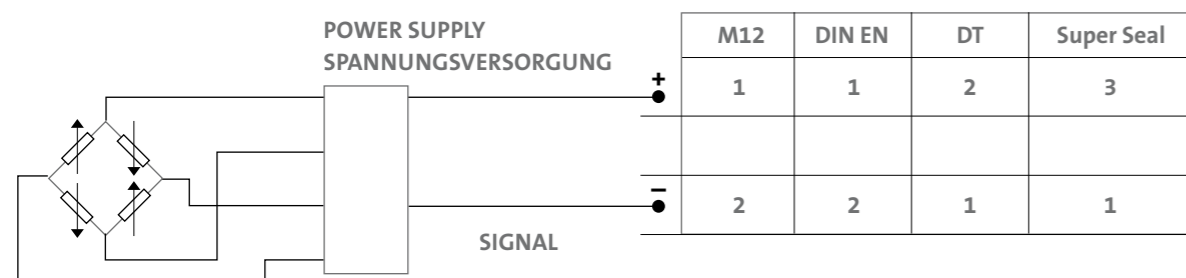 POWER SUPPLY
SPANNUNGSVERSORGUNG
M12 DIN EN DT Super Seal
+ 1 1 2 3
– 2 2 1 1
SIGNAL